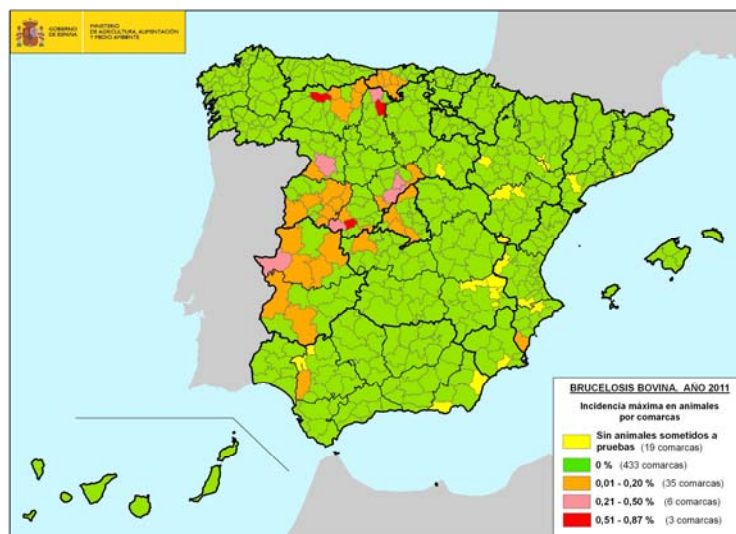 GOBIERNO
DE ESPAÑA
MINISTERIO
DE AGRICULTURA, ALIMENTACIÓN
Y MEDIO AMBIENTE
BRUCELOSIS BOVINA. AÑO 2011
Incidencia máxima en animales
por comarcas
Sin animales sometidos a
pruebas (19 comarcas)
0 % (433 comarcas)
0,01 - 0,20 % (35 comarcas)
0,21 - 0,50 % (6 comarcas)
0,51 - 0,87 % (3 comarcas)